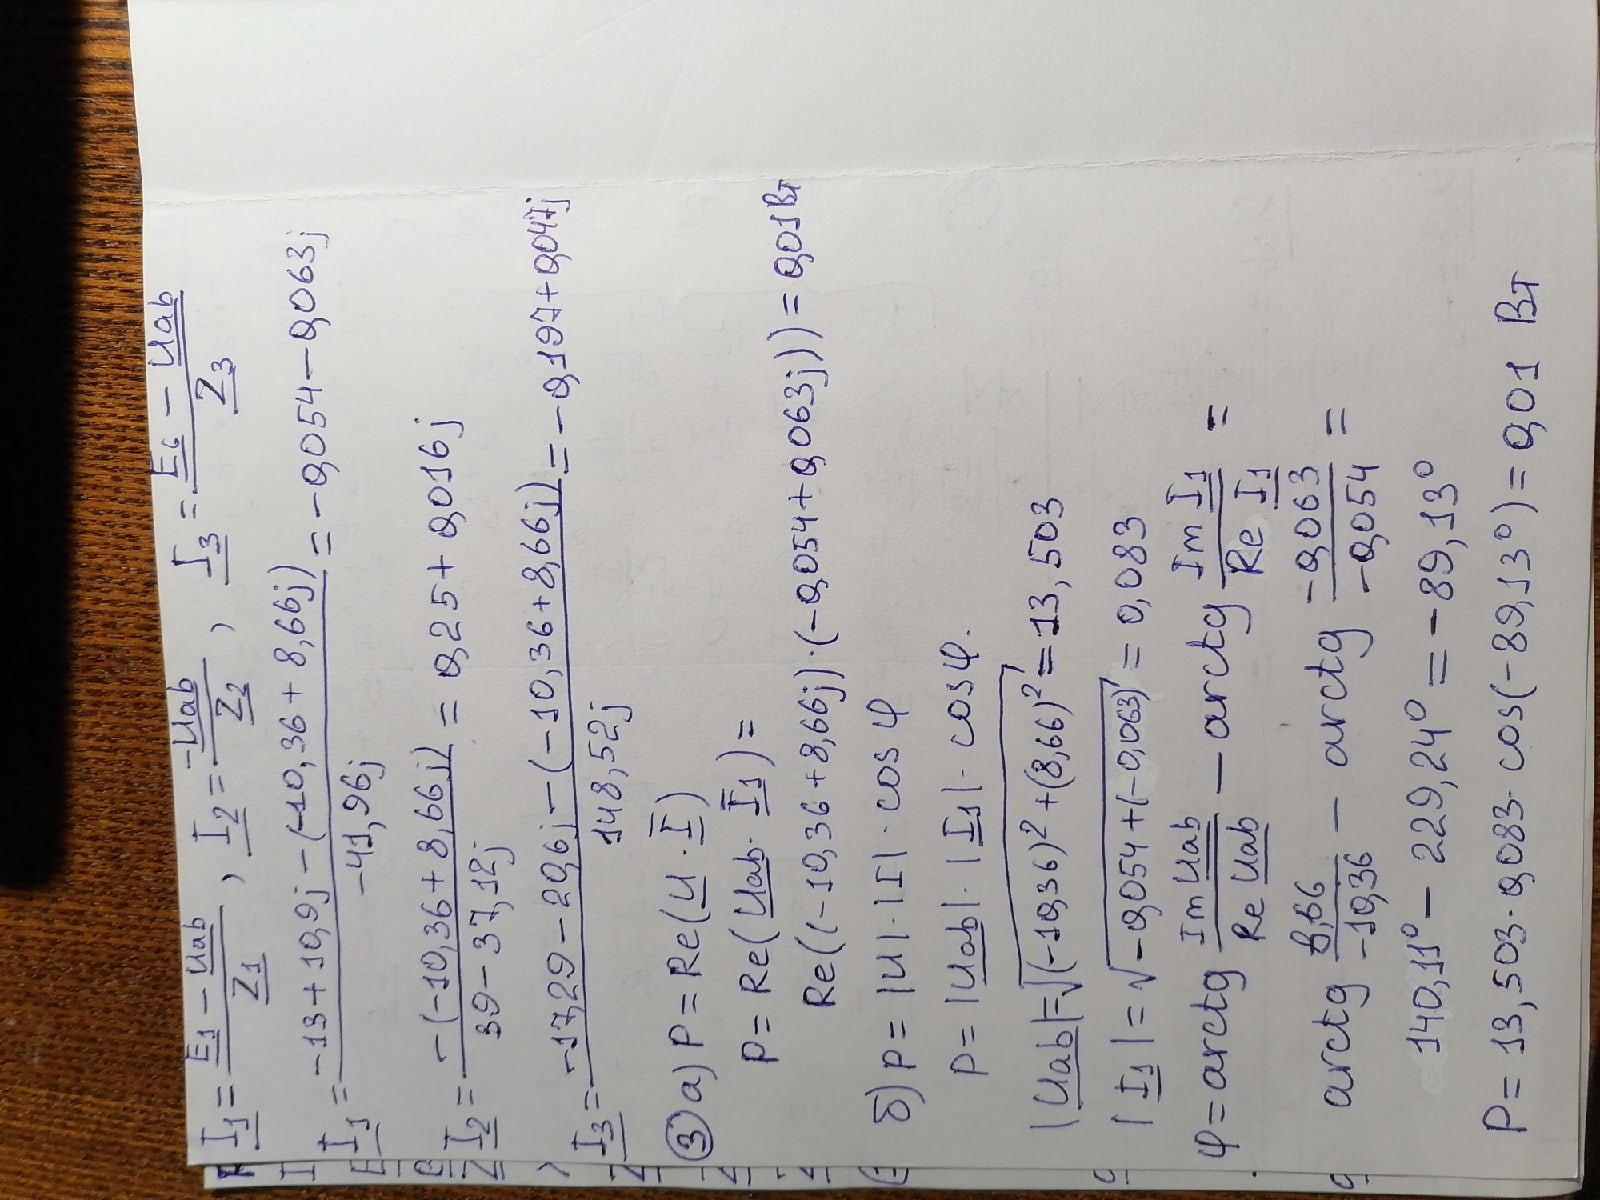 I1 = (E1 − Uab)/Z1 , I2 = −Uab/Z2 , I3 = (E6 − Uab)/Z3
I1 = (−13 + 10,9j − (−10,36 + 8,66j))/(−41,96j) = −0,054 − 0,063j
I2 = −(−10,36 + 8,66j)/(39 − 37,12j) = 0,25 + 0,016j
I3 = (−17,29 − 20,6j − (−10,36 + 8,66j))/(148,52j) = −0,197 + 0,047j
③ а) P = Re(U · I̅)
P = Re(Uab · I̅1) =
Re((−10,36 + 8,66j) · (−0,054 + 0,063j)) = 0,01 Вт
б) P = |U| · |I| · cos φ
P = |Uab| · |I1| · cos φ.
|Uab| = √((−10,36)² + (8,66)²) = 13,503
|I1| = √(−0,054 + (−0,063)) = 0,083
φ = arctg Im Uab/Re Uab − arctg Im I1/Re I1 =
arctg 8,66/−10,36 − arctg −0,063/−0,054 =
= 140,11° − 229,24° = −89,13°
P = 13,503 · 0,083 · cos(−89,13°) = 0,01 Вт